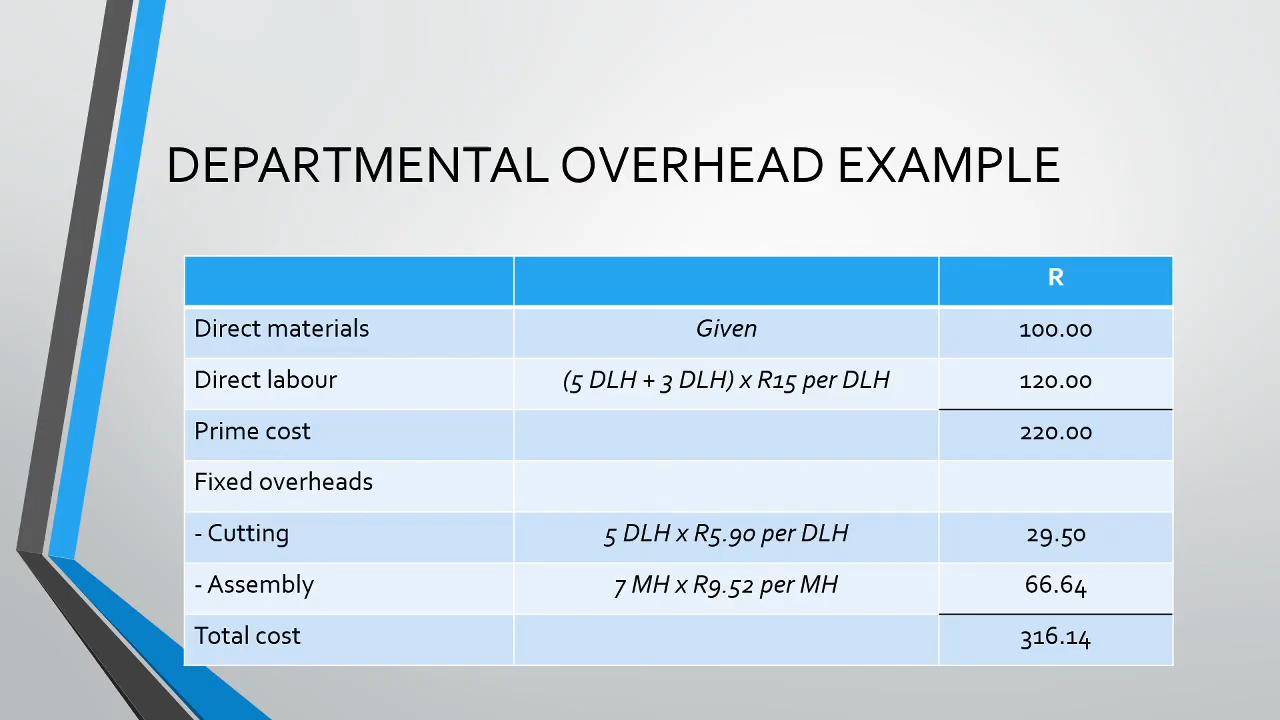 DEPARTMENTAL OVERHEAD EXAMPLE
R
Direct materials Given 100.00
Direct labour (5 DLH + 3 DLH) x R15 per DLH 120.00
Prime cost 220.00
Fixed overheads
- Cutting 5 DLH x R5.90 per DLH 29.50
- Assembly 7 MH x R9.52 per MH 66.64
Total cost 316.14